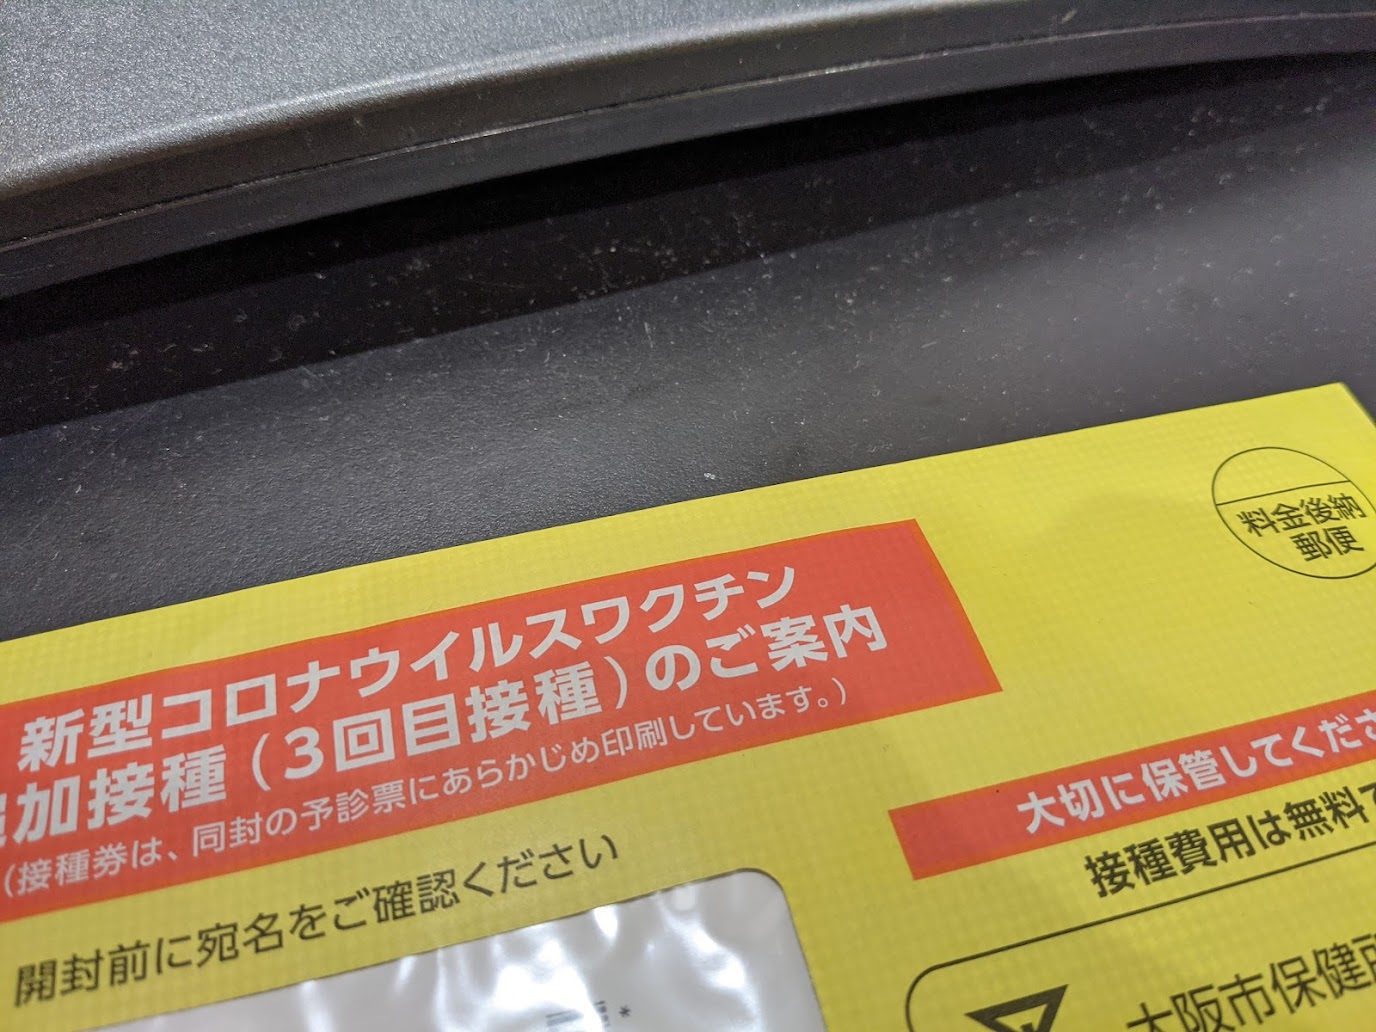 料金後納
郵便
新型コロナウイルスワクチン
加接種（3回目接種）のご案内
（接種券は、同封の予診票にあらかじめ印刷しています。）
開封前に宛名をご確認ください
大切に保管してくださ
接種費用は無料で
大阪市保健所